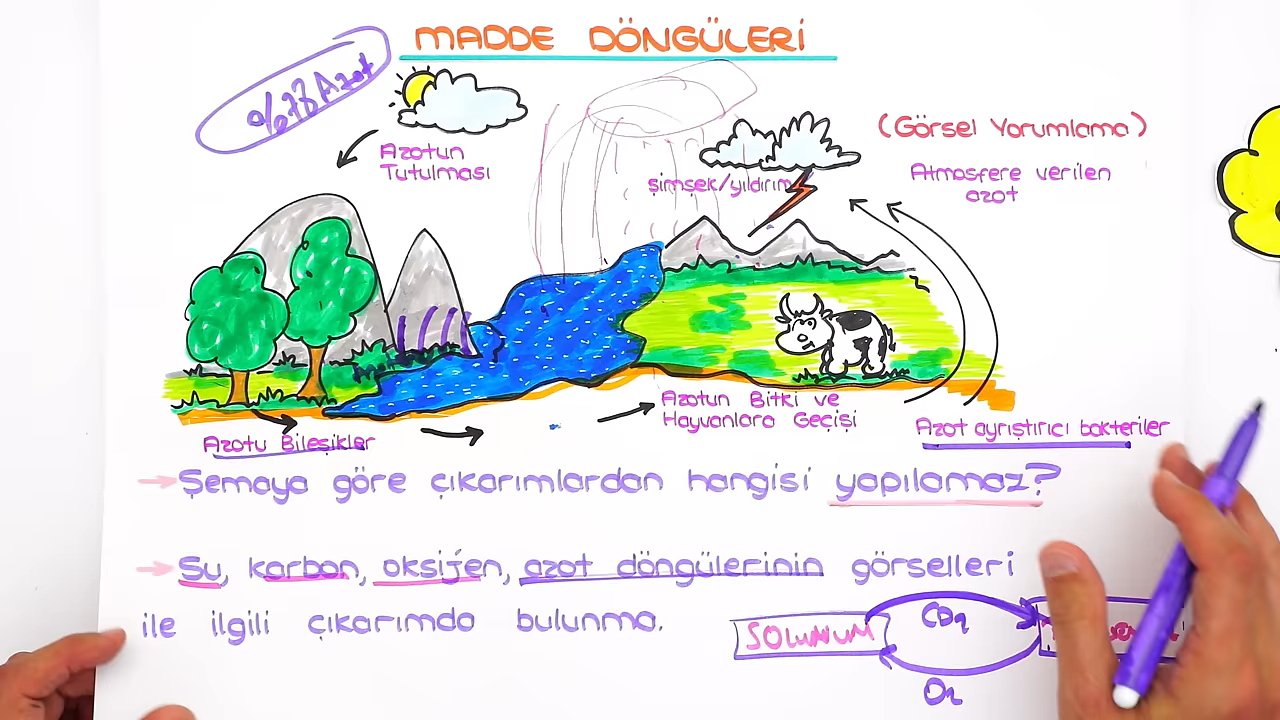 MADDE DÖNGÜLERİ
%78 Azot
(Görsel Yorumlama)
Azotun
Tutulması
şimşek/yıldırım
Atmosfere verilen
azot
Azotun Bitki ve
Hayvanlara Geçişi
Azot ayrıştırıcı bakteriler
Azotu Bileşikler
Şemaya göre çıkarımlardan hangisi yapılamaz?
Su, karbon, oksijen, azot döngülerinin görselleri
ile ilgili çıkarımda bulunma.
SOLUNUM
CO₂
O₂